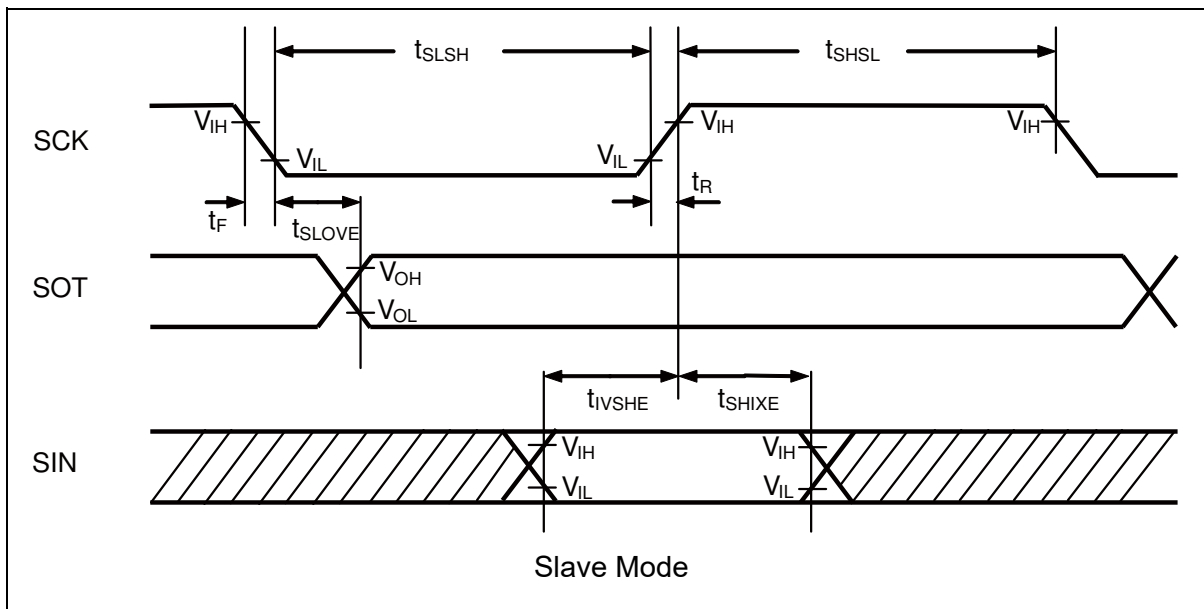 tSLSH tSHSL
SCK VIH VIL VIL VIH VIH
tF tSLOVE tR
SOT VOH
VOL
tIVSHE tSHIXE
SIN VIH VIH
VIL VIL
Slave Mode